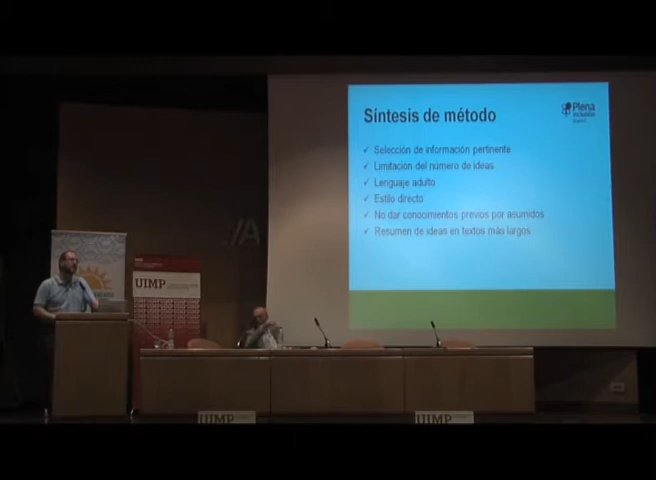 Síntesis de método
Plena
inclusión
✓ Selección de información pertinente
✓ Limitación del número de ideas
✓ Lenguaje adulto
✓ Estilo directo
✓ No dar conocimientos previos por asumidos
✓ Resumen de ideas en textos más largos
UIMP
UIMP
UIMP